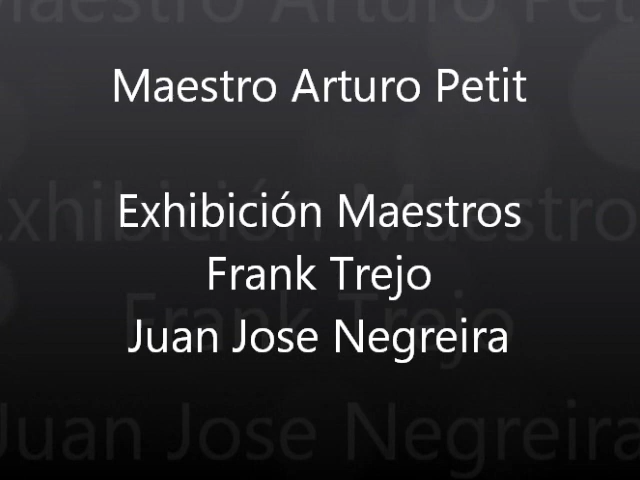 Maestro Arturo Petit
Exhibición Maestros
Frank Trejo
Juan Jose Negreira